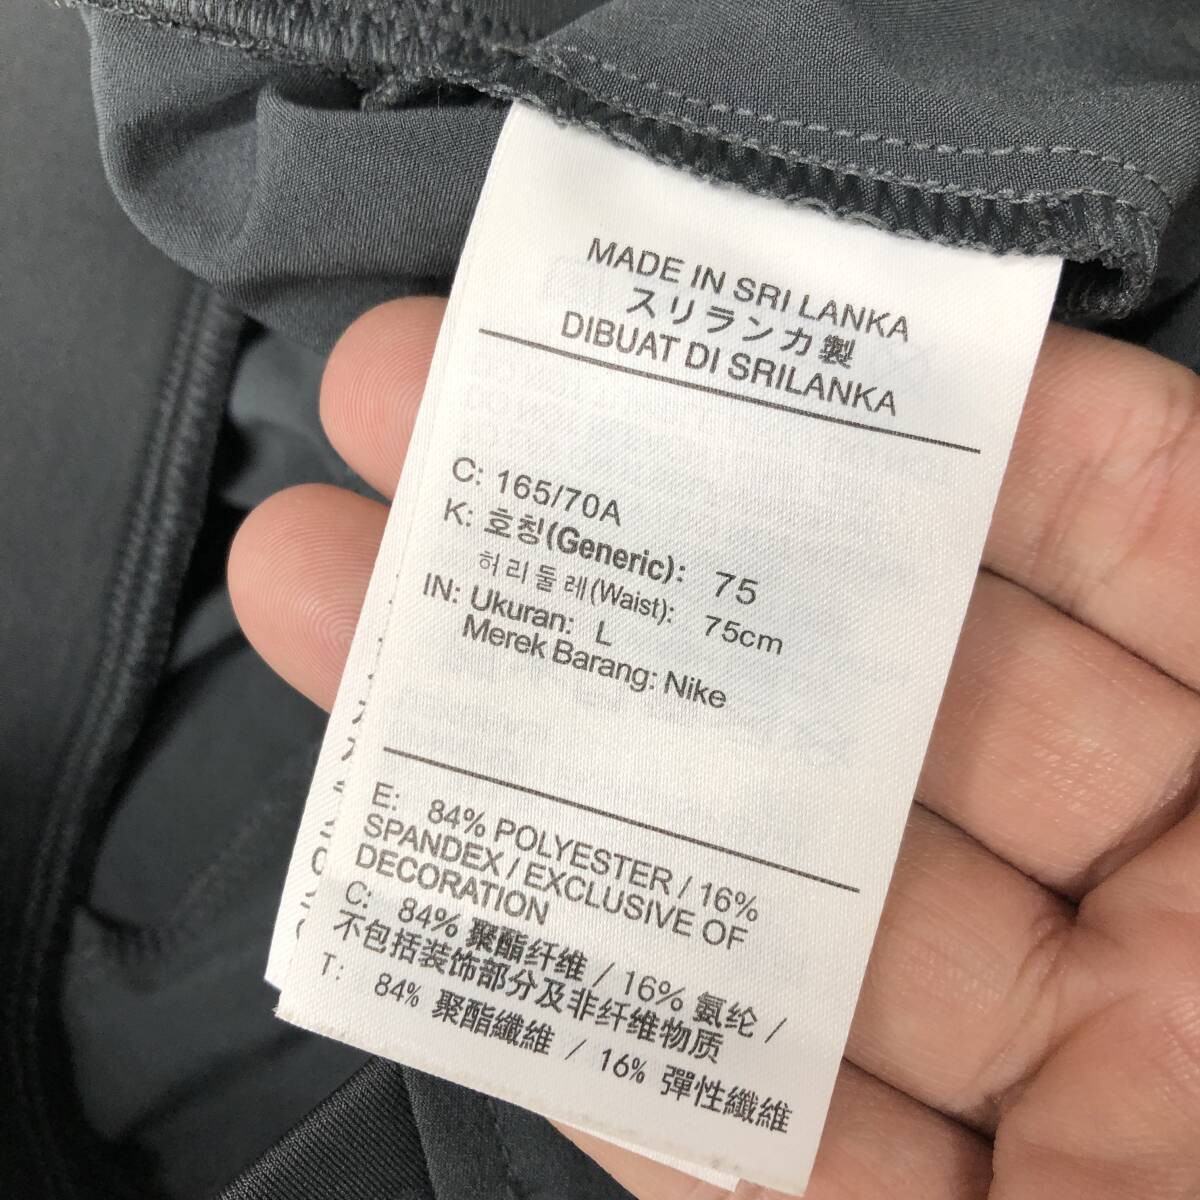 MADE IN SRI LANKA
スリランカ製
DIBUAT DI SRILANKA
C: 165/70A
K: 호칭(Generic): 75
허리둘레(Waist): 75cm
IN: Ukuran: L
Merek Barang: Nike
E: 84% POLYESTER / 16%
SPANDEX / EXCLUSIVE OF
DECORATION
C: 84% 聚酯纤维 / 16% 氨纶 /
不包括装饰部分及非纤维物质
T: 84% 聚酯纖維 / 16% 彈性纖維